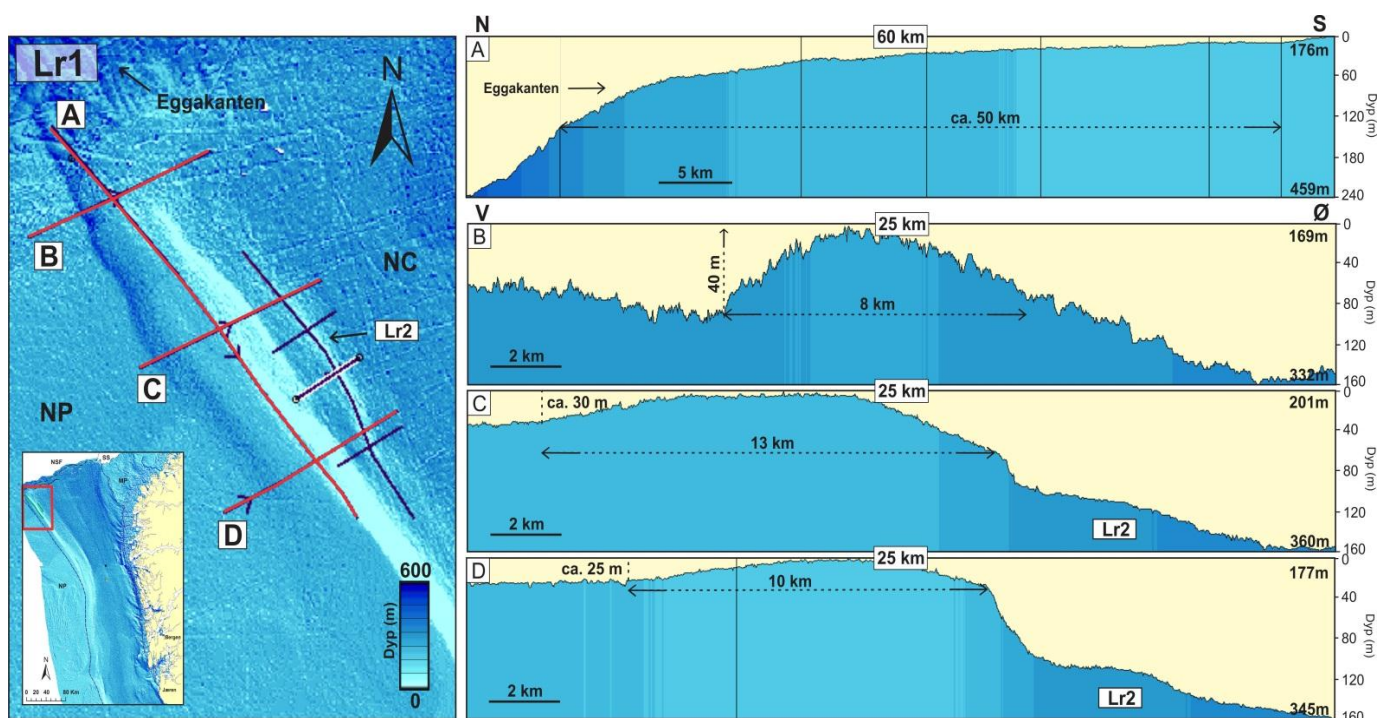 Lr1
Eggakanten
N
A
B
NC
Lr2
C
NP
D
600
Dyp (m)
0
NSF
SS
MP
NP
Bergen
Jæren
N
0 20 40 80 Km
N
60 km
S
A
176m
Eggakanten
ca. 50 km
5 km
459m
0
60
120
180
240
Dyp (m)
V
25 km
Ø
B
169m
40 m
8 km
2 km
332m
0
40
80
120
160
Dyp (m)
C
25 km
201m
ca. 30 m
13 km
2 km
Lr2
360m
0
40
80
120
160
Dyp (m)
D
25 km
177m
ca. 25 m
10 km
2 km
Lr2
345m
0
40
80
120
160
Dyp (m)